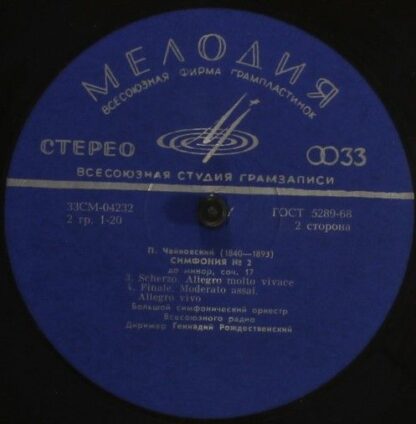 МЕЛОДИЯ
ВСЕСОЮЗНАЯ ФИРМА ГРАМПЛАСТИНОК
СТЕРЕО 33
ВСЕСОЮЗНАЯ СТУДИЯ ГРАМЗАПИСИ
33СМ-04232 ГОСТ 5289-68
2 гр. 1-20 2 сторона
П. Чайковский (1840—1893)
СИМФОНИЯ № 2
до минор, соч. 17
3. Scherzo. Allegro molto vivace
4. Finale. Moderato assai.
Allegro vivo
Большой симфонический оркестр
Всесоюзного радио
Дирижер Геннадий Рождественский